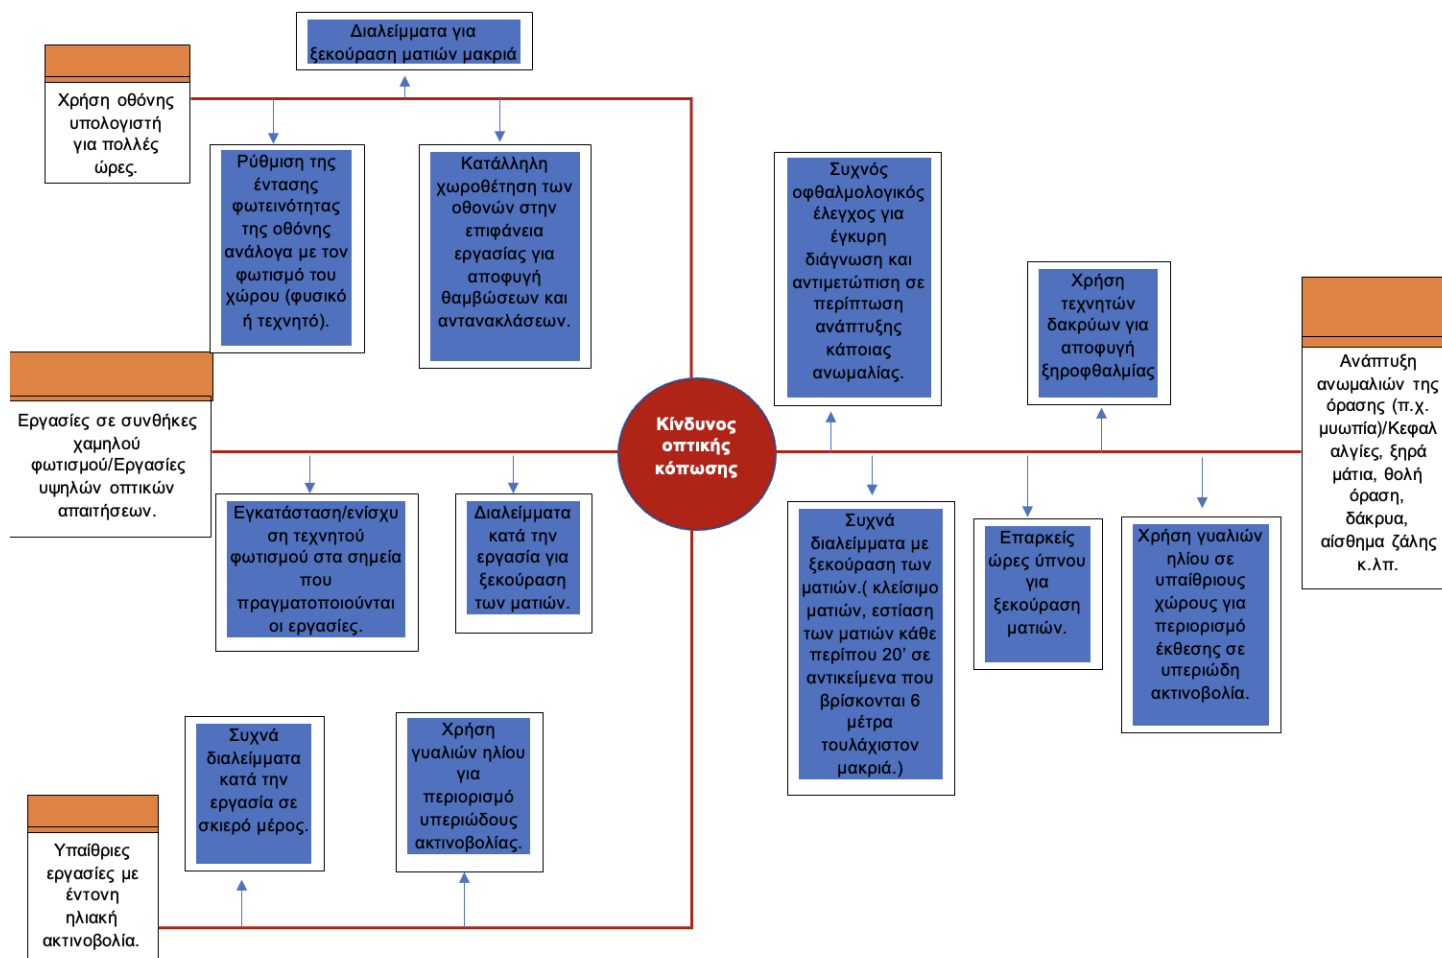 Διαλείμματα για
ξεκούραση ματιών μακριά
Χρήση οθόνης
υπολογιστή
για πολλές
ώρες.
Ρύθμιση της
έντασης
φωτεινότητας
της οθόνης
ανάλογα με τον
φωτισμό του
χώρου (φυσικό
ή τεχνητό).
Κατάλληλη
χωροθέτηση των
οθονών στην
επιφάνεια
εργασίας για
αποφυγή
θαμβώσεων και
αντανακλάσεων.
Εργασίες σε συνθήκες
χαμηλού
φωτισμού/Εργασίες
υψηλών οπτικών
απαιτήσεων.
Εγκατάσταση/ενίσχυ
ση τεχνητού
φωτισμού στα σημεία
που
πραγματοποιούνται
οι εργασίες.
Διαλείμματα
κατά την
εργασία για
ξεκούραση
των ματιών.
Υπαίθριες
εργασίες με
έντονη
ηλιακή
ακτινοβολία.
Συχνά
διαλείμματα
κατά την
εργασία σε
σκιερό μέρος.
Χρήση
γυαλιών ηλίου
για
περιορισμό
υπεριώδους
ακτινοβολίας.
Κίνδυνος
οπτικής
κόπωσης
Συχνός
οφθαλμολογικός
έλεγχος για
έγκυρη
διάγνωση και
αντιμετώπιση σε
περίπτωση
ανάπτυξης
κάποιας
ανωμαλίας.
Χρήση
τεχνητών
δακρύων για
αποφυγή
ξηροφθαλμίας
Συχνά
διαλείμματα με
ξεκούραση των
ματιών.( κλείσιμο
ματιών, εστίαση
των ματιών κάθε
περίπου 20’ σε
αντικείμενα που
βρίσκονται 6
μέτρα
τουλάχιστον
μακριά.)
Επαρκείς
ώρες ύπνου
για
ξεκούραση
ματιών.
Χρήση γυαλιών
ηλίου σε
υπαίθριους
χώρους για
περιορισμό
έκθεσης σε
υπεριώδη
ακτινοβολία.
Ανάπτυξη
ανωμαλιών της
όρασης (π.χ.
μυωπία)/Κεφαλ
αλγίες, ξηρά
μάτια, θολή
όραση,
δάκρυα,
αίσθημα ζάλης
κ.λπ.